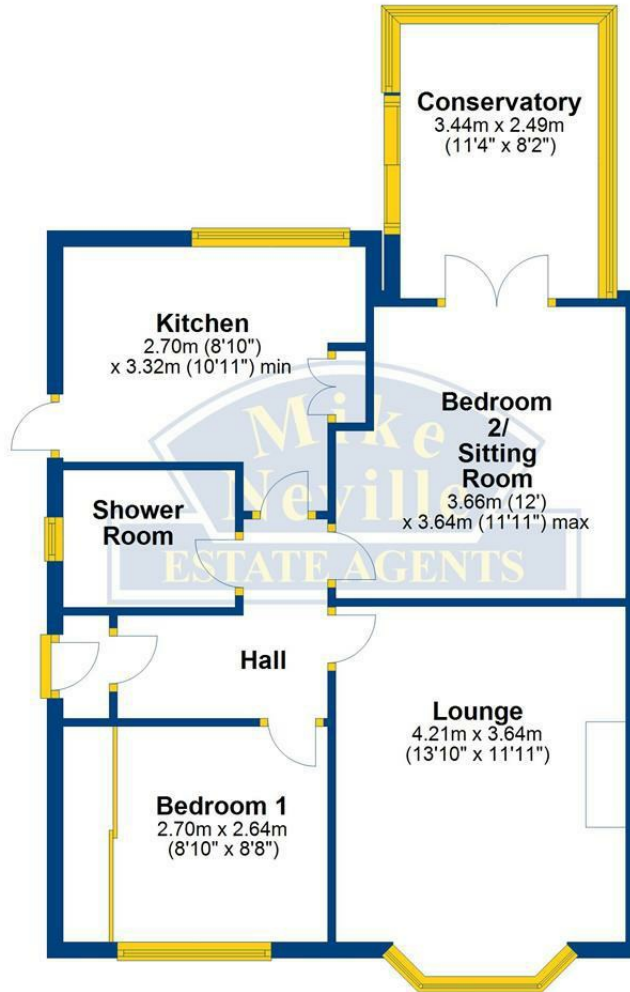 Conservatory
3.44m x 2.49m
(11'4" x 8'2")
Kitchen
2.70m (8'10")
x 3.32m (10'11") min
Bedroom
2/
Sitting
Room
3.66m (12')
x 3.64m (11'11") max
Mike
Neville
ESTATE AGENTS
Shower
Room
Hall
Lounge
4.21m x 3.64m
(13'10" x 11'11")
Bedroom 1
2.70m x 2.64m
(8'10" x 8'8")